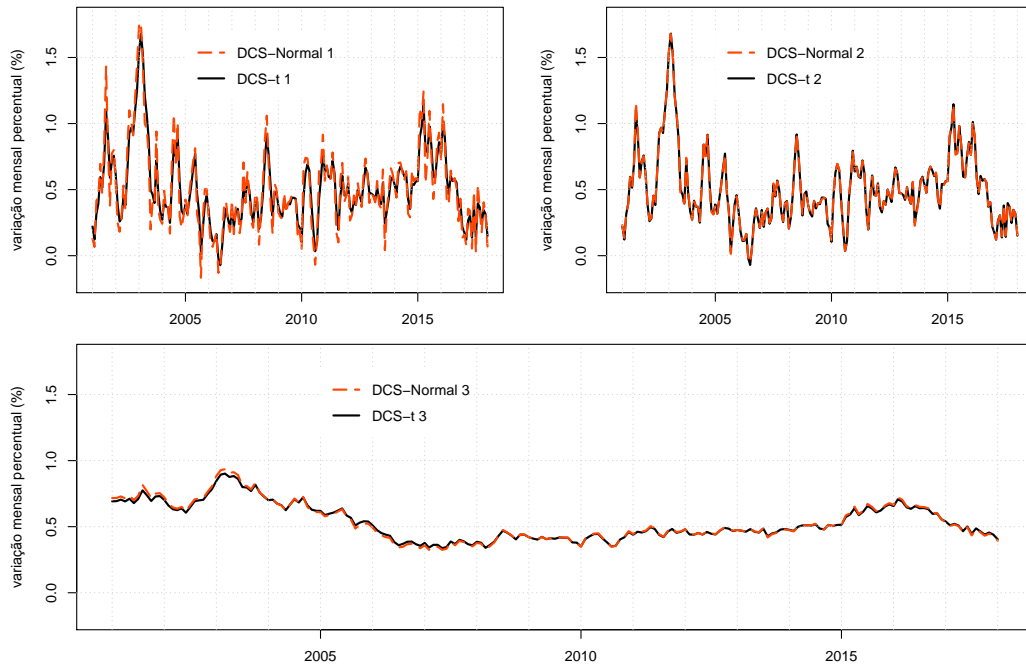 variação mensal percentual (%)
1.5
1.0
0.5
0.0
DCS−Normal 1
DCS−t 1
2005
2010
2015
variação mensal percentual (%)
1.5
1.0
0.5
0.0
DCS−Normal 2
DCS−t 2
2005
2010
2015
variação mensal percentual (%)
1.5
1.0
0.5
0.0
DCS−Normal 3
DCS−t 3
2005
2010
2015